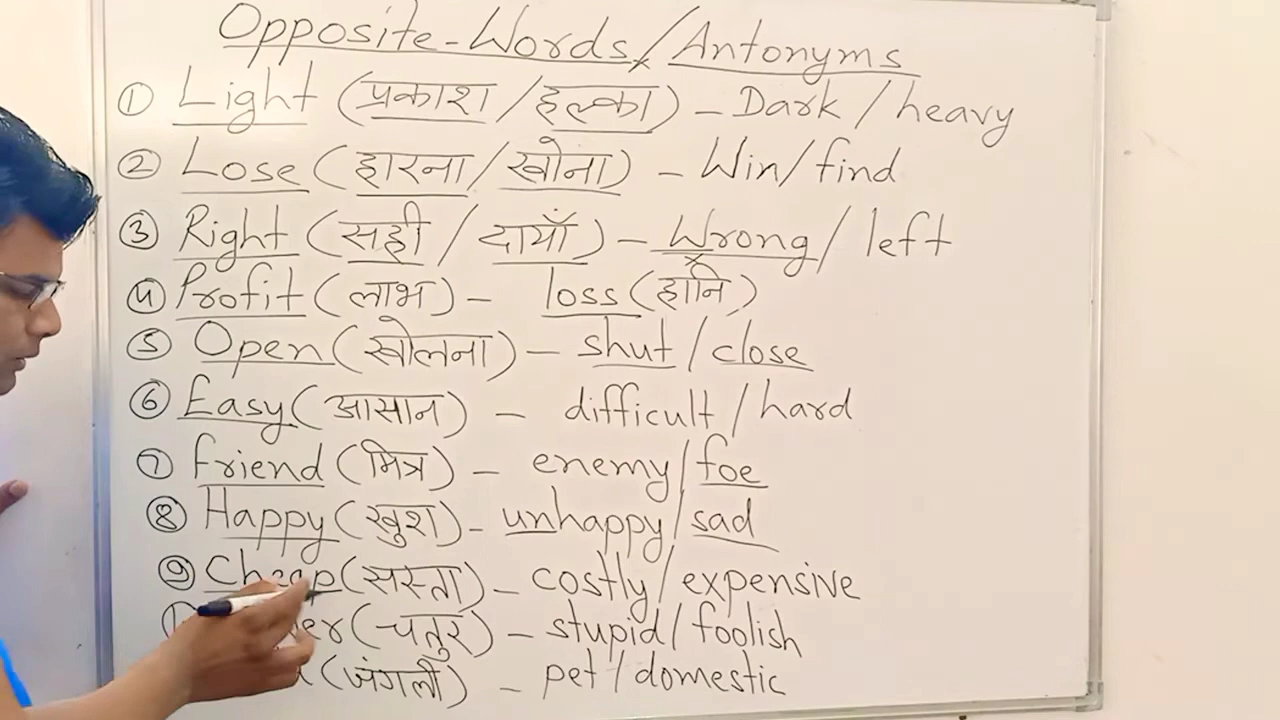 Opposite-Words/Antonyms
① Light (प्रकाश/हल्का) - Dark/heavy
② Lose (हारना/खोना) - Win/find
③ Right (सही/दायाँ) - Wrong/left
④ Profit (लाभ) - loss (हानि)
⑤ Open (खोलना) - shut/close
⑥ Easy (आसान) - difficult/hard
⑦ friend (मित्र) - enemy/foe
⑧ Happy (खुश) - unhappy/sad
⑨ Cheap (सस्ता) - costly/expensive
(चतुर) - stupid/foolish
(जंगली) - pet/domestic